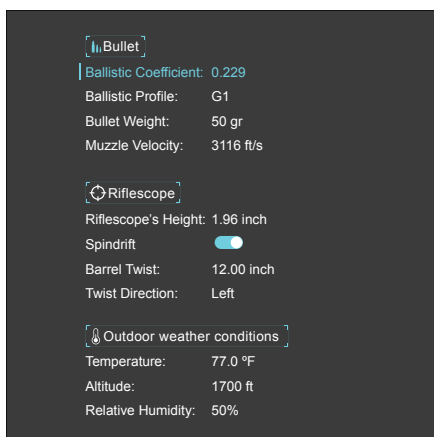 Bullet
Ballistic Coefficient: 0.229
Ballistic Profile: G1
Bullet Weight: 50 gr
Muzzle Velocity: 3116 ft/s
Riflescope
Riflescope's Height: 1.96 inch
Spindrift
Barrel Twist: 12.00 inch
Twist Direction: Left
Outdoor weather conditions
Temperature: 77.0 ºF
Altitude: 1700 ft
Relative Humidity: 50%